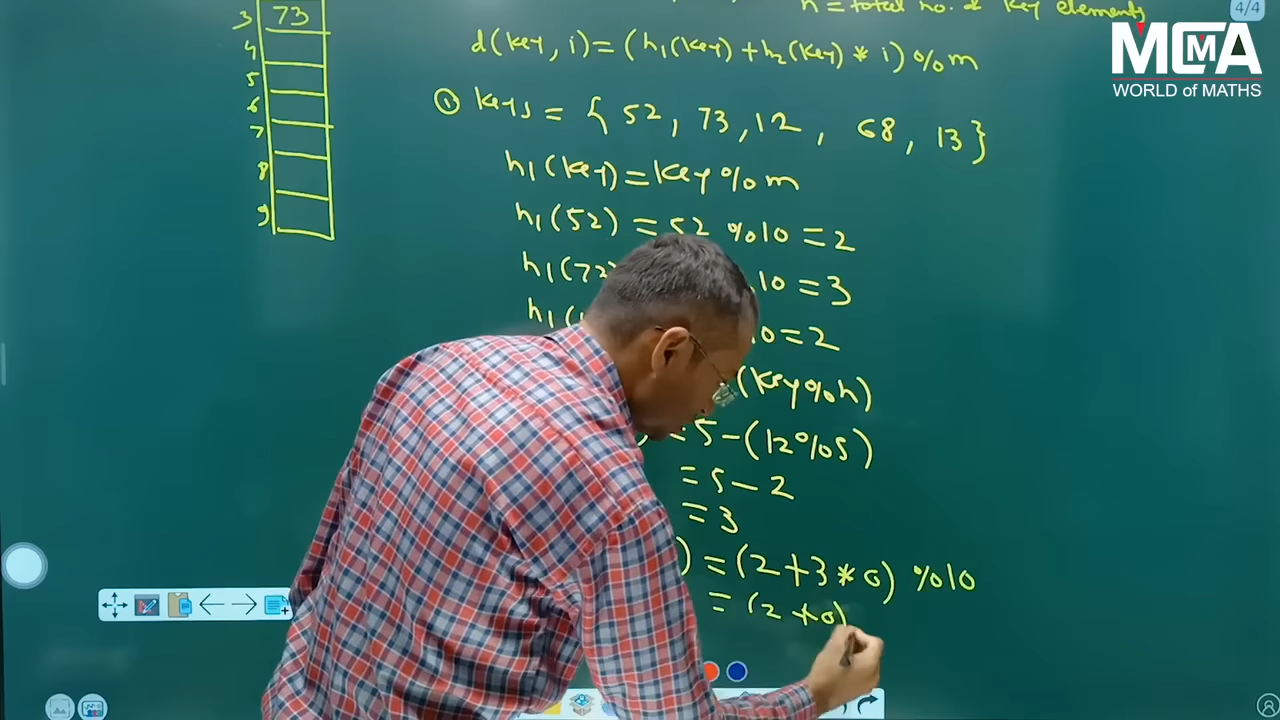 4/4
MCMA
WORLD of MATHS
n = total no. of key elements
3 73
4
5
6
7
8
9
d(key, i) = (h1(key) + h2(key) * i) % m
① keys = { 52, 73, 12, 68, 13 }
h1(key) = key % m
h1(52) = 52 % 10 = 2
h1(73 10 = 3
h1( 0 = 2
(key % n)
= 5 - (12 % 5)
= 5 - 2
= 3
) = (2 + 3 * 0) % 10
= (2 + 0)